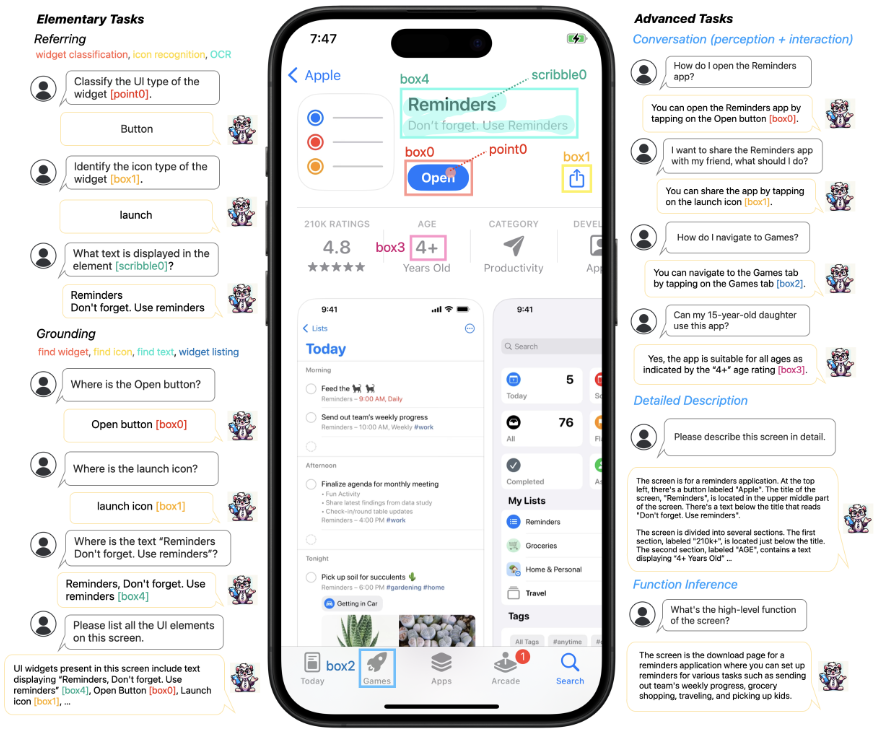 Elementary Tasks
Referring
widget classification, icon recognition, OCR
Classify the UI type of the
widget [point0].
Button
Identify the icon type of the
widget [box1].
launch
What text is displayed in the
element [scribble0]?
Reminders
Don't forget. Use reminders
Grounding
find widget, find icon, find text, widget listing
Where is the Open button?
Open button [box0]
Where is the launch icon?
launch icon [box1]
Where is the text “Reminders
Don't forget. Use reminders”?
Reminders, Don't forget. Use
reminders [box4]
Please list all the UI elements
on this screen.
UI widgets present in this screen include text
displaying “Reminders, Don't forget. Use
reminders” [box4], Open Button [box0], Launch
icon [box1], ...
7:47
Apple
box4
scribble0
Reminders
Don't forget. Use Reminders
box0
point0
box1
Open
210K RATINGS
AGE
CATEGORY
DEVEL
4.8
box3
4+
Years Old
Productivity
App
9:41
Lists
Today
Morning
Feed the
Reminders – 9:00 AM, Daily
Send out team's weekly progress
Reminders – 10:00 AM, Weekly #work
Afternoon
Finalize agenda for monthly meeting
• Fun Activity
• Share latest findings from data study
• Check-in/round table updates
Reminders – 4:00 PM #work
Tonight
Pick up soil for succulents
Reminders – 6:00 PM #gardening #home
Getting in Car
9:41
Search
5
Today
Sc
76
All
Fl
Completed
As
My Lists
Reminders
Groceries
Home & Personal
Travel
Tags
All Tags
#anytime
box2
1
Today
Games
Apps
Arcade
Search
Advanced Tasks
Conversation (perception + interaction)
How do I open the Reminders
app?
You can open the Reminders app by
tapping on the Open button [box0].
I want to share the Reminders app
with my friend, what should I do?
You can share the app by tapping
on the launch icon [box1].
How do I navigate to Games?
You can navigate to the Games tab
by tapping on the Games tab [box2].
Can my 15-year-old daughter
use this app?
Yes, the app is suitable for all ages as
indicated by the “4+” age rating [box3].
Detailed Description
Please describe this screen in detail.
The screen is for a reminders application. At the top
left, there's a button labeled "Apple". The title of the
screen, "Reminders", is located in the upper middle part
of the screen. There's a text below the title that reads
"Don't forget. Use reminders".
The screen is divided into several sections. The first
section, labeled "210k+", is located just below the title.
The second section, labeled "AGE", contains a text
displaying "4+ Years Old" ...
Function Inference
What's the high-level function
of the screen?
The screen is the download page for a
reminders application where you can set up
reminders for various tasks such as sending
out team's weekly progress, grocery
shopping, traveling, and picking up kids.